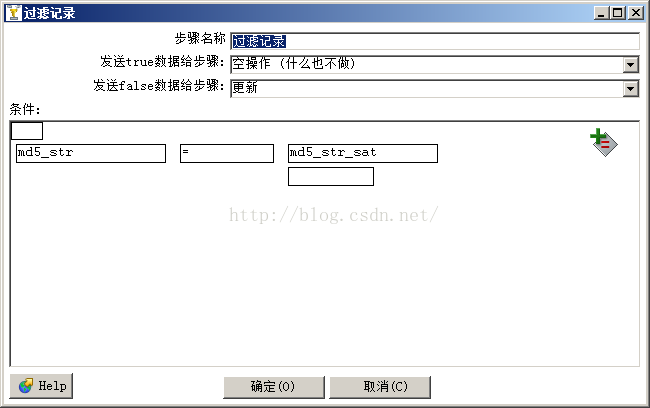 过滤记录
步骤名称 过滤记录
发送true数据给步骤: 空操作 (什么也不做)
发送false数据给步骤: 更新
条件:
md5_str = md5_str_sat
http://blog.csdn.net/
Help 确定(O) 取消(C)